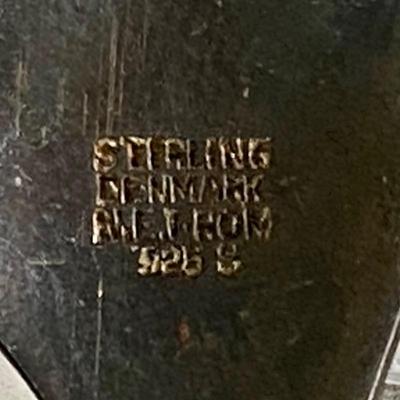 STERLING
DENMARK
925 S